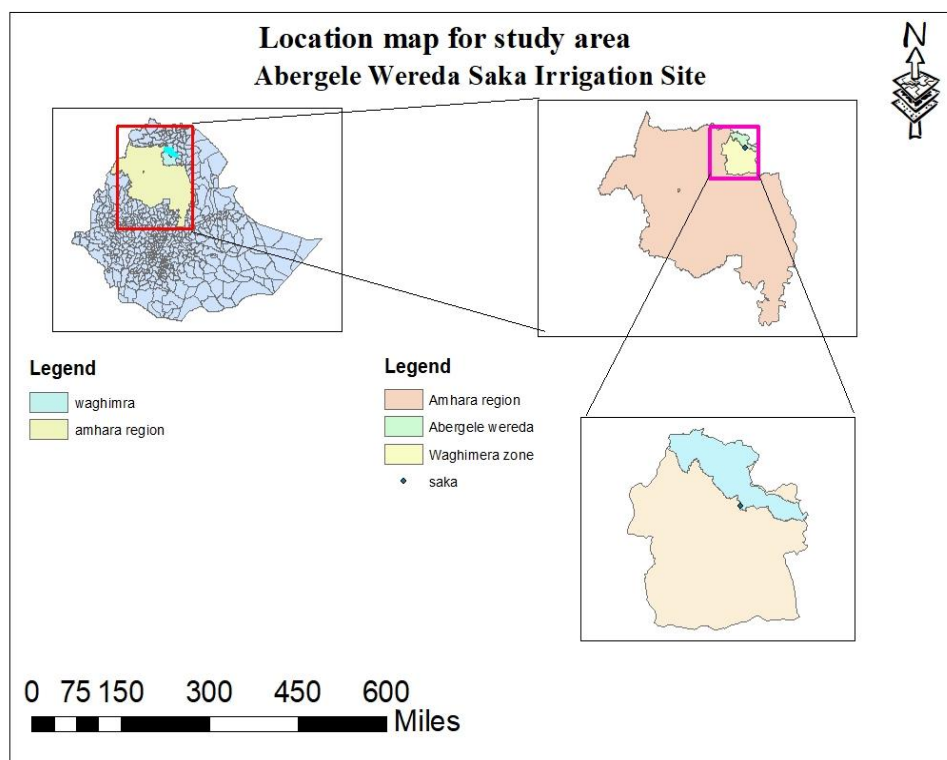 Location map for study area
Abergele Wereda Saka Irrigation Site
N
Legend
waghimra
amhara region
Legend
Amhara region
Abergele wereda
Waghimera zone
saka
0 75 150 300 450 600
Miles